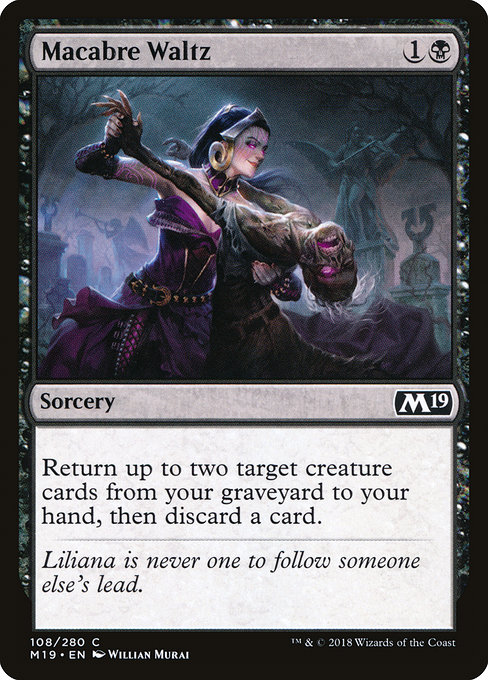 Macabre Waltz 1
Sorcery M19
Return up to two target creature
cards from your graveyard to your
hand, then discard a card.
Liliana is never one to follow someone
else's lead.
108/280 C ™ & © 2018 Wizards of the Coast
M19 • EN Willian Murai